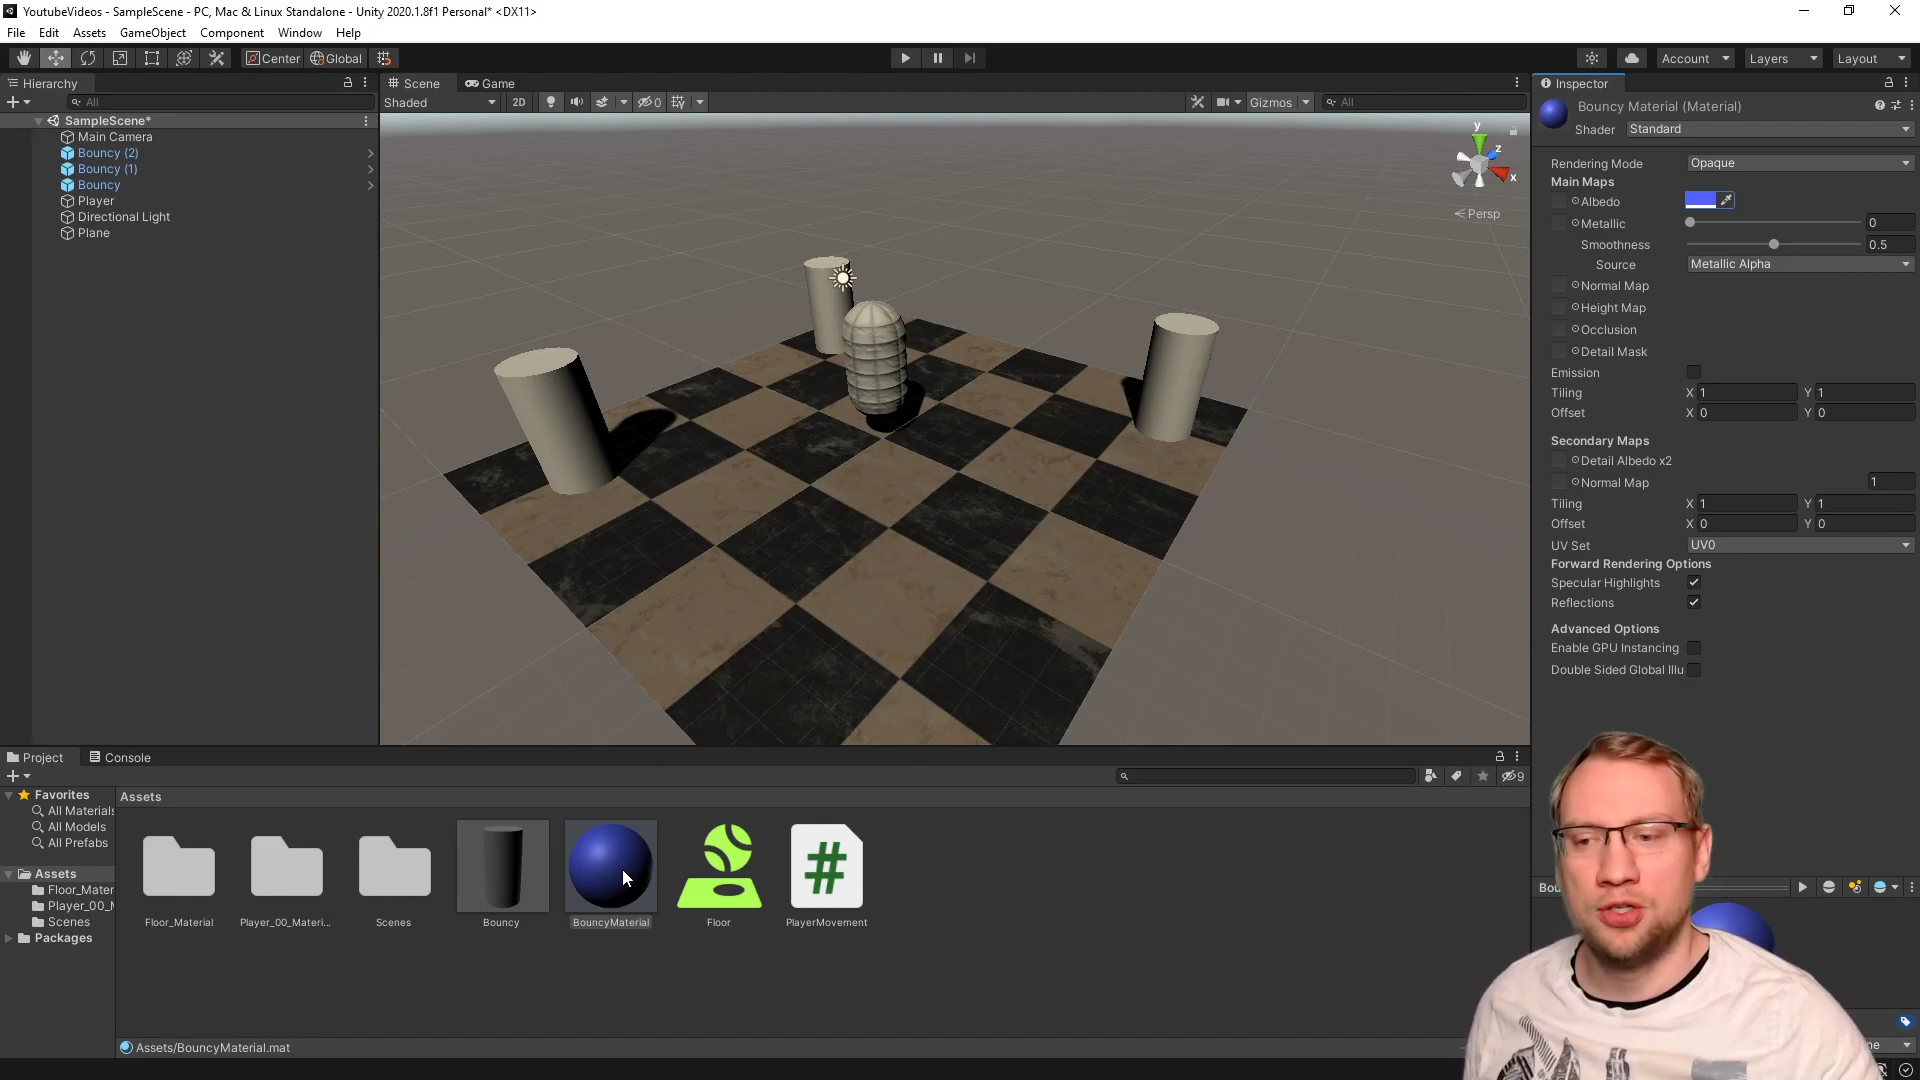 YoutubeVideos - SampleScene - PC, Mac & Linux Standalone - Unity 2020.1.8f1 Personal* <DX11>
File Edit Assets GameObject Component Window Help
Center Global Account Layers Layout
Hierarchy
All
SampleScene*
Main Camera
Bouncy (2)
Bouncy (1)
Bouncy
Player
Directional Light
Plane
Scene Game
Shaded 2D 0 Gizmos All
y
z
x
Persp
Inspector
Bouncy Material (Material)
Shader Standard
Rendering Mode Opaque
Main Maps
Albedo
Metallic 0
Smoothness 0.5
Source Metallic Alpha
Normal Map
Height Map
Occlusion
Detail Mask
Emission
Tiling X 1 Y 1
Offset X 0 Y 0
Secondary Maps
Detail Albedo x2
Normal Map 1
Tiling X 1 Y 1
Offset X 0 Y 0
UV Set UV0
Forward Rendering Options
Specular Highlights
Reflections
Advanced Options
Enable GPU Instancing
Double Sided Global Illu
Project Console
9
Favorites
All Materials
All Models
All Prefabs
Assets
Floor_Mater
Player_00_M
Scenes
Packages
Assets
Floor_Material Player_00_Materi... Scenes Bouncy BouncyMaterial Floor PlayerMovement
#
Assets/BouncyMaterial.mat
Bou
ne